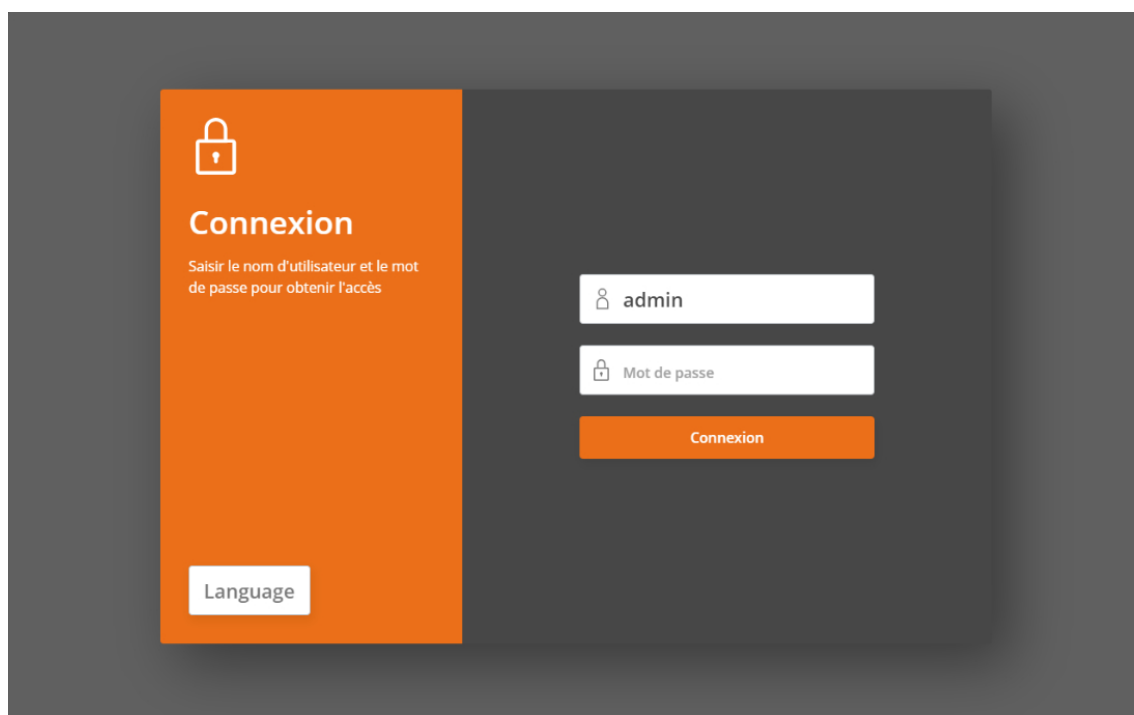 Connexion
Saisir le nom d'utilisateur et le mot
de passe pour obtenir l'accès
admin
Mot de passe
Connexion
Language